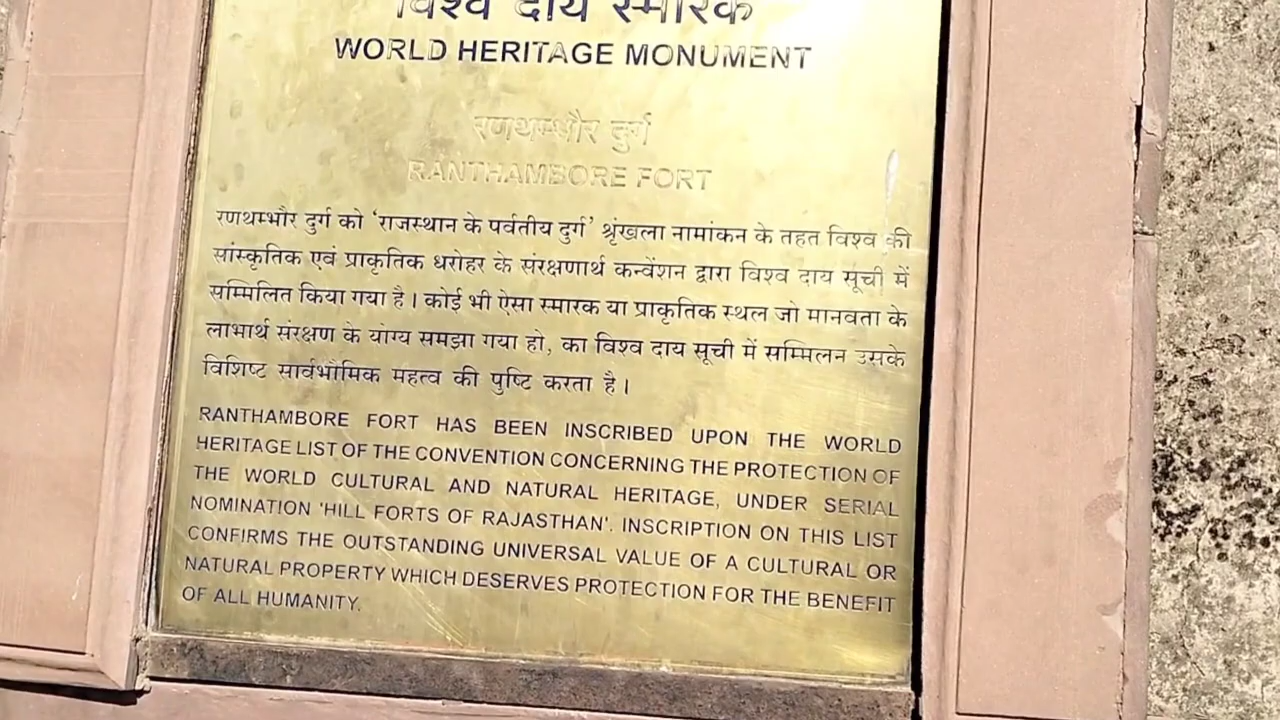 विश्व दाय स्मारक
WORLD HERITAGE MONUMENT
रणथम्भौर दुर्ग
RANTHAMBORE FORT
रणथम्भौर दुर्ग को ‘राजस्थान के पर्वतीय दुर्ग’ श्रृंखला नामांकन के तहत विश्व की
सांस्कृतिक एवं प्राकृतिक धरोहर के संरक्षणार्थ कन्वेंशन द्वारा विश्व दाय सूची में
सम्मिलित किया गया है। कोई भी ऐसा स्मारक या प्राकृतिक स्थल जो मानवता के
लाभार्थ संरक्षण के योग्य समझा गया हो, का विश्व दाय सूची में सम्मिलन उसके
विशिष्ट सार्वभौमिक महत्व की पुष्टि करता है।
RANTHAMBORE FORT HAS BEEN INSCRIBED UPON THE WORLD
HERITAGE LIST OF THE CONVENTION CONCERNING THE PROTECTION OF
THE WORLD CULTURAL AND NATURAL HERITAGE, UNDER SERIAL
NOMINATION 'HILL FORTS OF RAJASTHAN'. INSCRIPTION ON THIS LIST
CONFIRMS THE OUTSTANDING UNIVERSAL VALUE OF A CULTURAL OR
NATURAL PROPERTY WHICH DESERVES PROTECTION FOR THE BENEFIT
OF ALL HUMANITY.